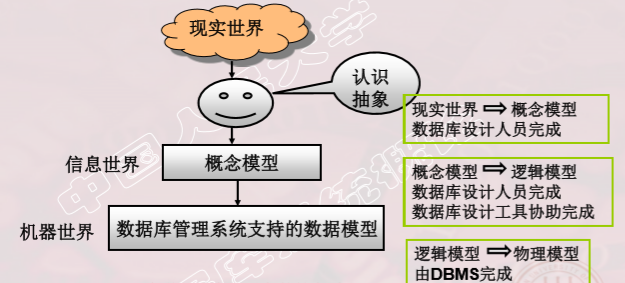 现实世界
认识
抽象
现实世界 ⇒ 概念模型
数据库设计人员完成
信息世界
概念模型
概念模型 ⇒ 逻辑模型
数据库设计人员完成
数据库设计工具协助完成
机器世界
数据库管理系统支持的数据模型
逻辑模型 ⇒ 物理模型
由DBMS完成